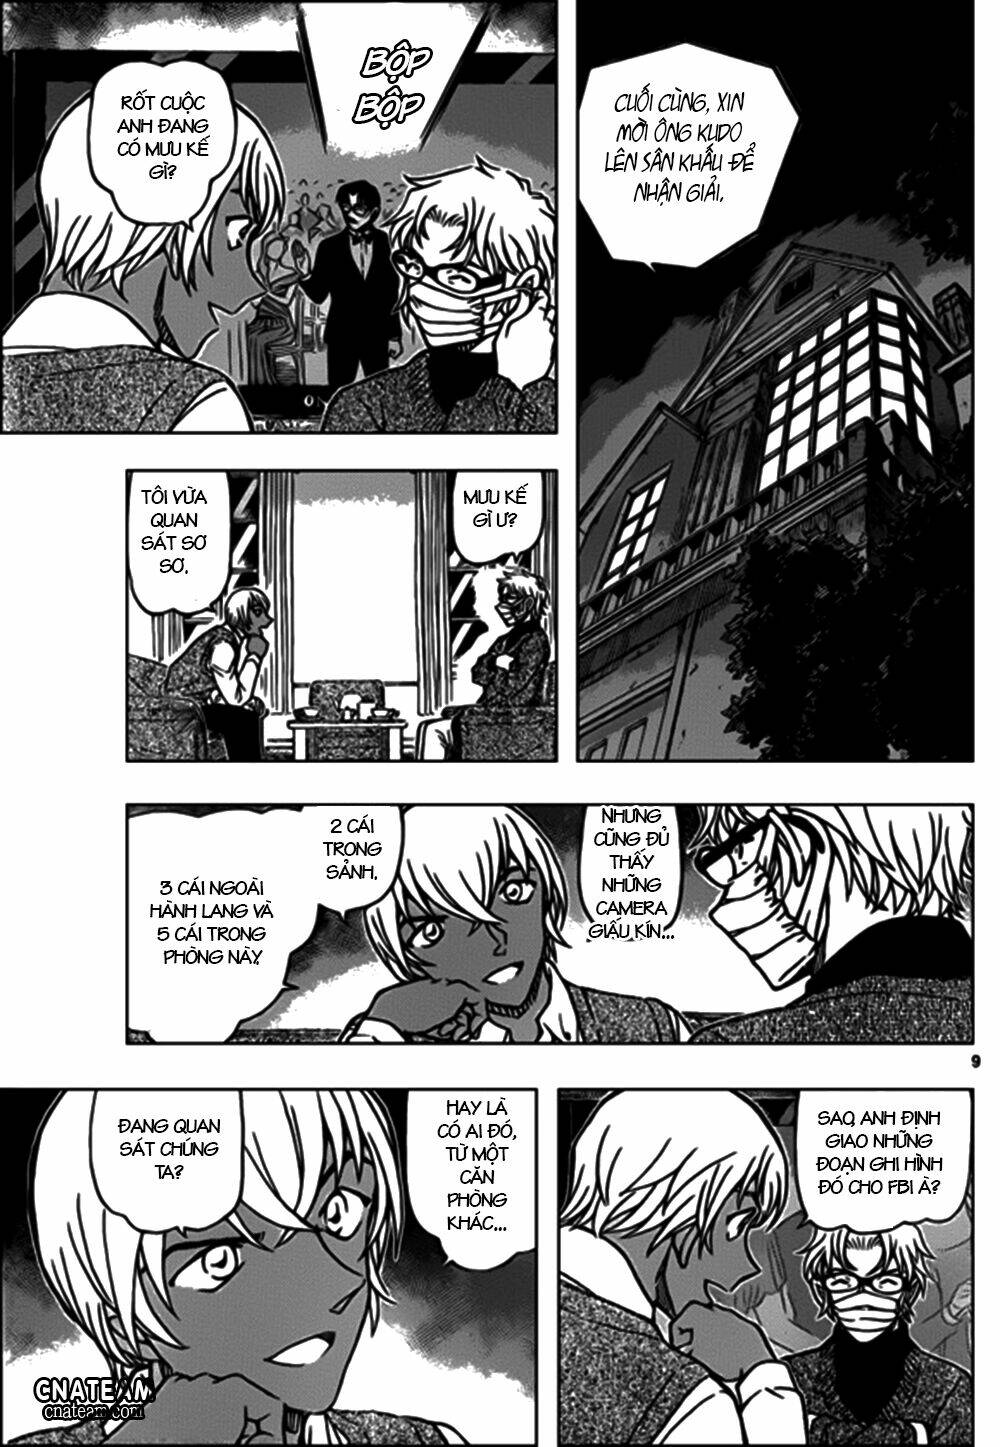 CUỐI CÙNG, XIN
MỜI ÔNG KUDO
LÊN SÂN KHẤU ĐỂ
NHẬN GIẢI.
BỘP
BỘP
RỐT CUỘC
ANH ĐANG
CÓ MƯU KẾ
GÌ?
MƯU KẾ
GÌ Ư?
TÔI VỪA
QUAN
SÁT SƠ
SƠ.
NHƯNG
CŨNG ĐỦ
THẤY
NHỮNG
CAMERA
GIẤU KÍN...
2 CÁI
TRONG
SẢNH.
3 CÁI NGOÀI
HÀNH LANG VÀ
5 CÁI TRONG
PHÒNG NÀY.
9
SAO, ANH ĐỊNH
GIAO NHỮNG
ĐOẠN GHI HÌNH
ĐÓ CHO FBI À?
HAY LÀ
CÓ AI ĐÓ,
TỪ MỘT
CĂN
PHÒNG
KHÁC...
ĐANG QUAN
SÁT CHÚNG
TA?
CNATEAM
cnateam.com